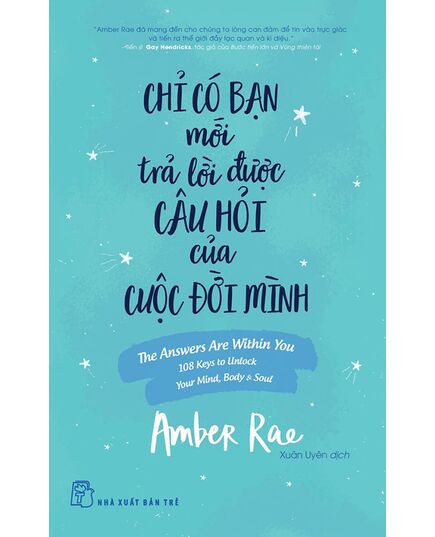 "Amber Rae đã mang đến cho chúng ta lòng can đảm để tin vào trực giác
và tiến ra thế giới đầy lạc quan và kì diệu."
—Tiến sĩ Gay Hendricks, tác giả của Bước tiến lớn và Vùng thiên tài
CHỈ CÓ BẠN
mới
trả lời được
CÂU HỎI
của
CUỘC ĐỜI MÌNH
The Answers Are Within You
108 Keys to Unlock
Your Mind, Body & Soul
Amber Rae
Xuân Uyên dịch
NHÀ XUẤT BẢN TRẺ